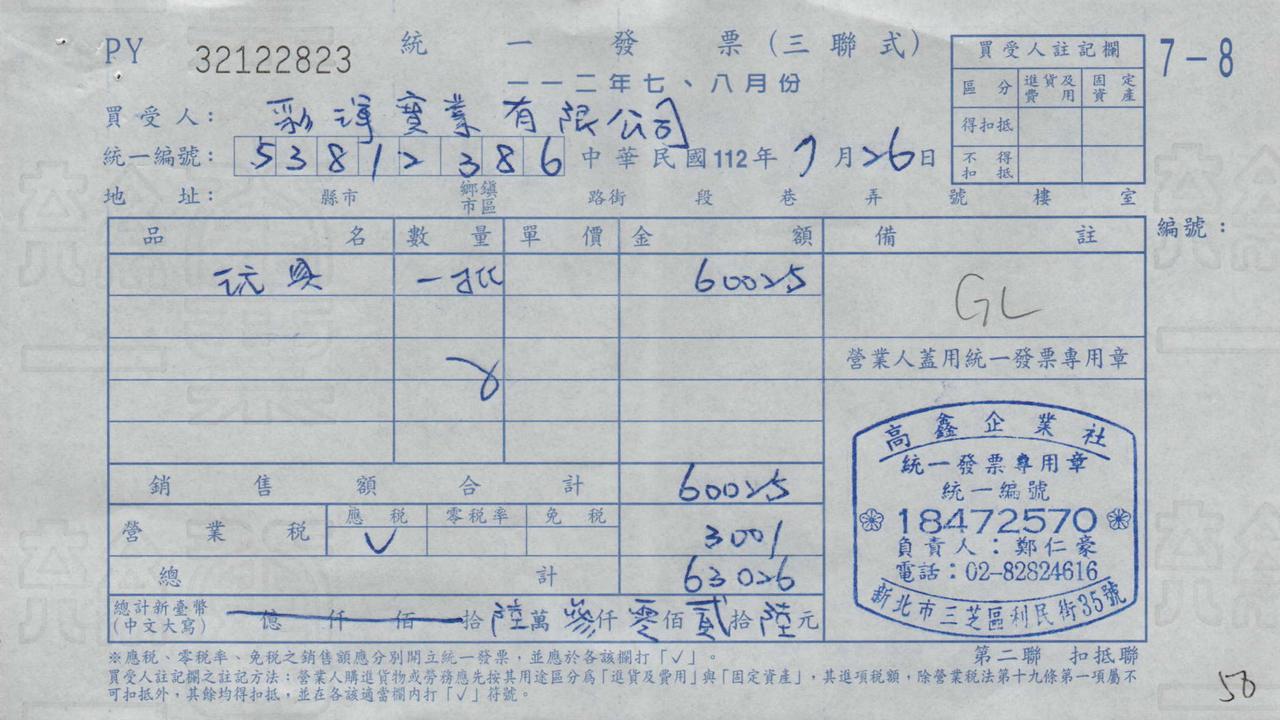 PY 32122823 統一發票(三聯式) 7-8
一一二年七、八月份
買受人: 彩澤實業有限公司
統一編號: 53812386 中華民國112年 7月26日
地址: 縣市 鄉鎮市區 路街 段 巷 弄 號 樓 室
買受人註記欄
區分 進貨及費用 固定資產
得扣抵
不得扣抵
編號:
品名 數量 單價 金額 備註
玩具 一批 60025
GL
營業人蓋用統一發票專用章
銷售額合計 60025
營業稅 應稅 零稅率 免稅 3001
✓
總計 63026
總計新臺幣(中文大寫) 億仟佰拾陸萬參仟零佰貳拾陸元
高鑫企業社
統一發票專用章
統一編號
18472570
負責人:鄭仁豪
電話:02-82824616
新北市三芝區利民街35號
※應稅、零稅率、免稅之銷售額應分別開立統一發票,並應於各該欄打「✓」。
第二聯 扣抵聯
買受人註記欄之註記方法:營業人購進貨物或勞務應先按其用途區分為「進貨及費用」與「固定資產」,其進項稅額,除營業稅法第十九條第一項屬不
可扣抵外,其餘均得扣抵,並在各該適當欄內打「✓」符號。
58